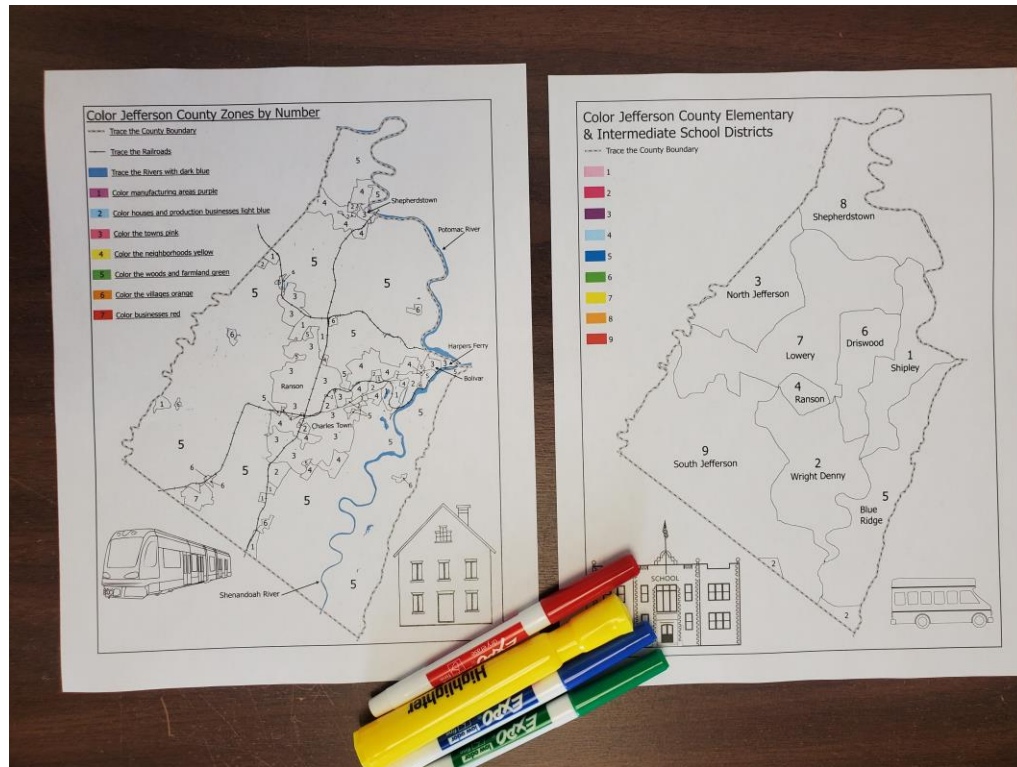 Color Jefferson County Zones by Number
Trace the County Boundary
Trace the Railroads
Trace the Rivers with dark blue
1 Color manufacturing areas purple
2 Color houses and production businesses light blue
3 Color the towns pink
4 Color the neighborhoods yellow
5 Color the woods and farmland green
6 Color the villages orange
7 Color businesses red
Shepherdstown
Potomac River
Harpers Ferry
Bolivar
Ranson
Charles Town
Shenandoah River
Color Jefferson County Elementary
& Intermediate School Districts
Trace the County Boundary
1
2
3
4
5
6
7
8
9
8
Shepherdstown
3
North Jefferson
7
Lowery
6
Driswood
1
Shipley
4
Ranson
9
South Jefferson
2
Wright Denny
5
Blue
Ridge
2
2
SCHOOL
EXPO
Highlighter
EXPO
EXPO